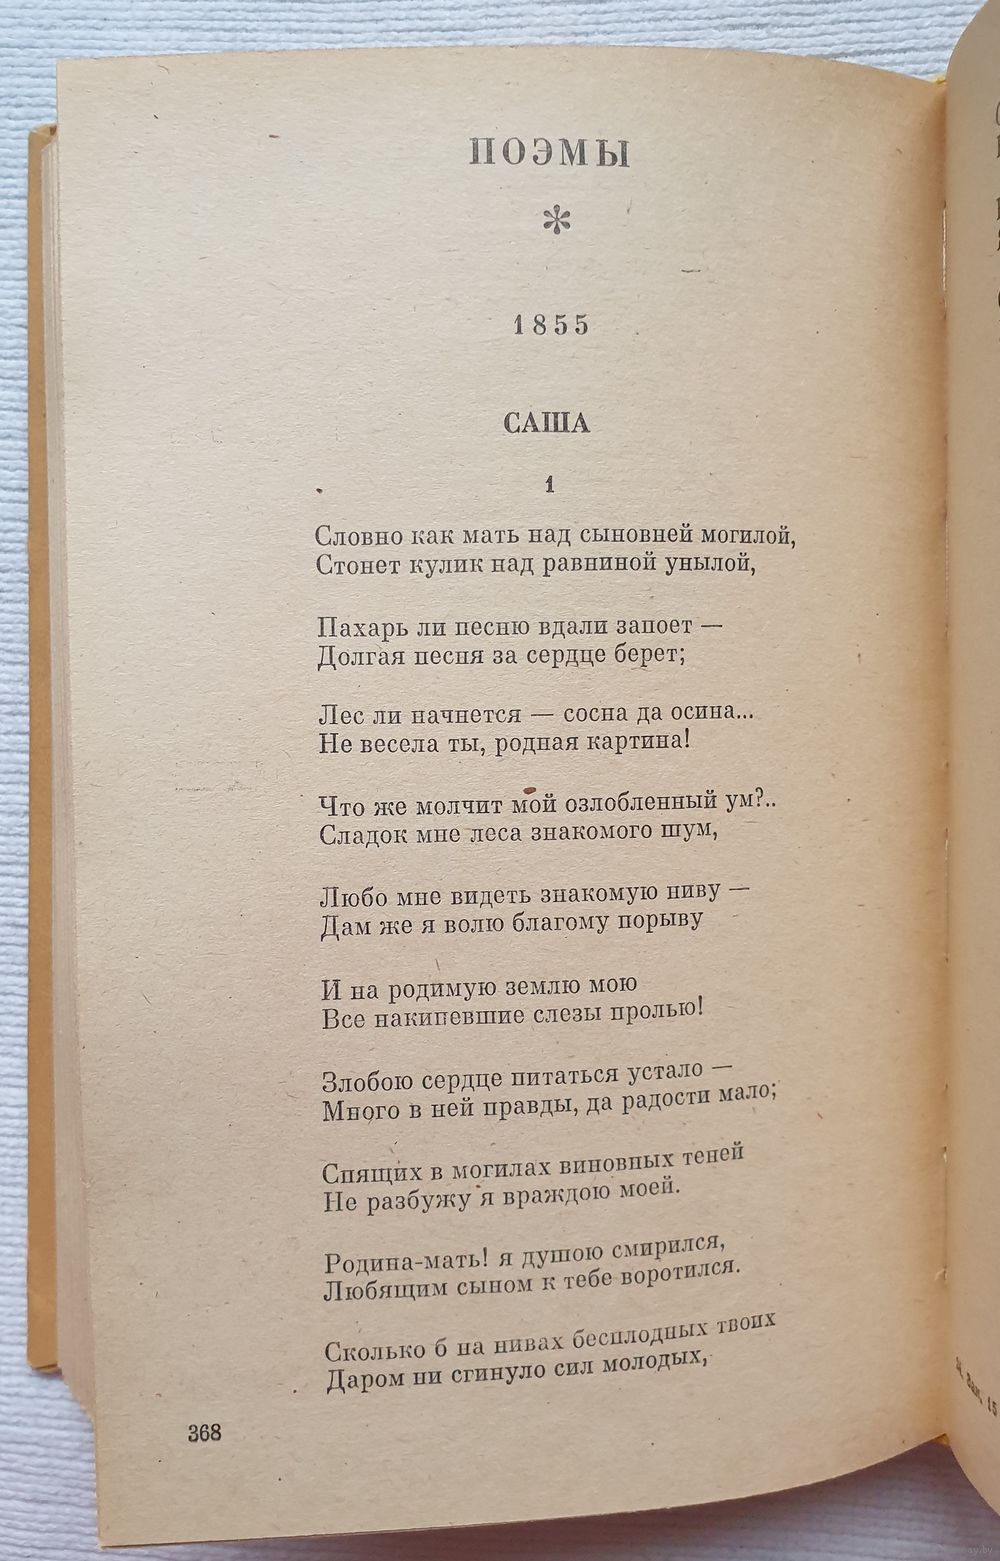 ПОЭМЫ
*
1855
САША
1
Словно как мать над сыновней могилой,
Стонет кулик над равниной унылой,
Пахарь ли песню вдали запоет —
Долгая песня за сердце берет;
Лес ли начнется — сосна да осина...
Не весела ты, родная картина!
Что же молчит мой озлобленный ум?..
Сладок мне леса знакомого шум,
Любо мне видеть знакомую ниву —
Дам же я волю благому порыву
И на родимую землю мою
Все накипевшие слезы пролью!
Злобою сердце питаться устало —
Много в ней правды, да радости мало;
Спящих в могилах виновных теней
Не разбужу я враждою моей.
Родина-мать! я душою смирился,
Любящим сыном к тебе воротился.
Сколько б на нивах бесплодных твоих
Даром ни сгинуло сил молодых,
368